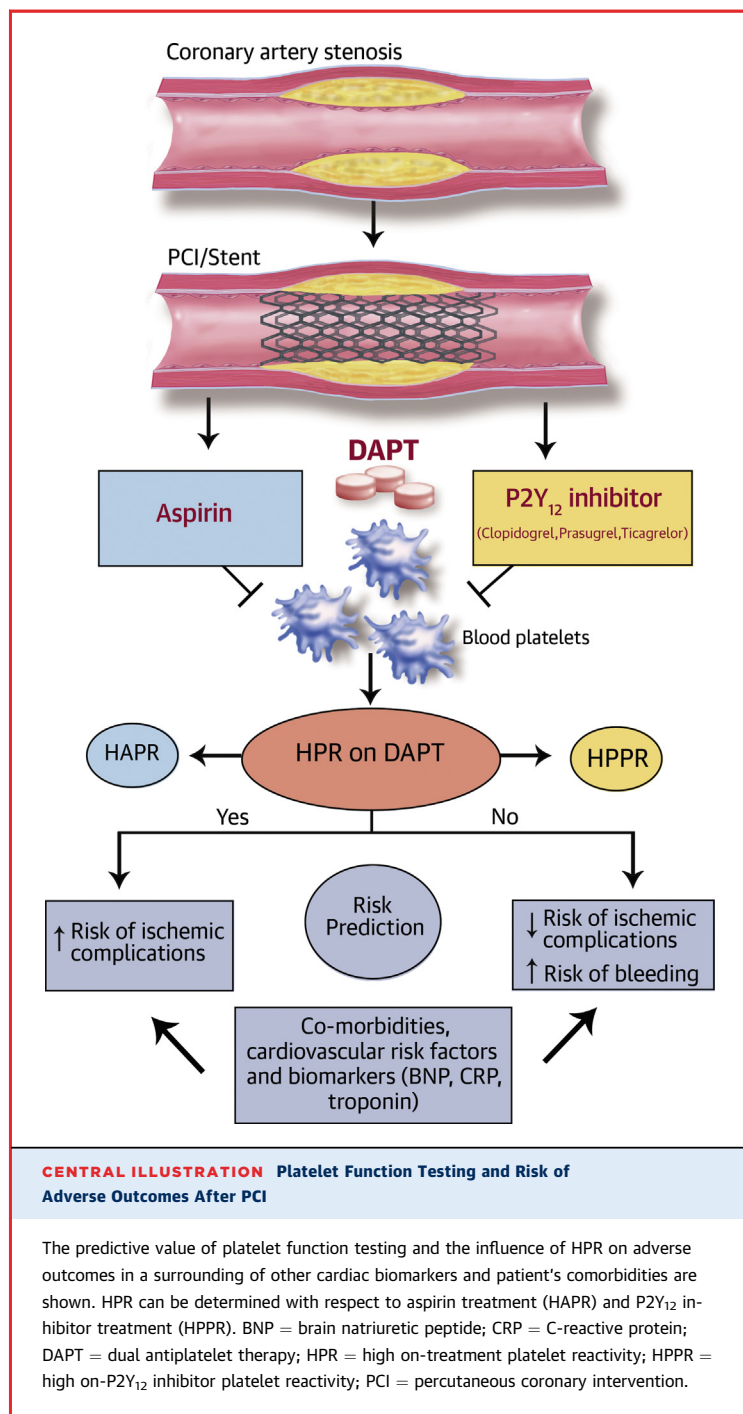 Coronary artery stenosis
PCI/Stent
DAPT
Aspirin
P2Y₁₂ inhibitor
(Clopidogrel,Prasugrel,Ticagrelor)
Blood platelets
HAPR
HPR on DAPT
HPPR
Yes
No
↑ Risk of ischemic
complications
Risk
Prediction
↓ Risk of ischemic
complications
↑ Risk of bleeding
Co-morbidities,
cardiovascular risk factors
and biomarkers (BNP, CRP,
troponin)
CENTRAL ILLUSTRATION Platelet Function Testing and Risk of
Adverse Outcomes After PCI
The predictive value of platelet function testing and the influence of HPR on adverse
outcomes in a surrounding of other cardiac biomarkers and patient's comorbidities are
shown. HPR can be determined with respect to aspirin treatment (HAPR) and P2Y₁₂ in-
hibitor treatment (HPPR). BNP = brain natriuretic peptide; CRP = C-reactive protein;
DAPT = dual antiplatelet therapy; HPR = high on-treatment platelet reactivity; HPPR =
high on-P2Y₁₂ inhibitor platelet reactivity; PCI = percutaneous coronary intervention.